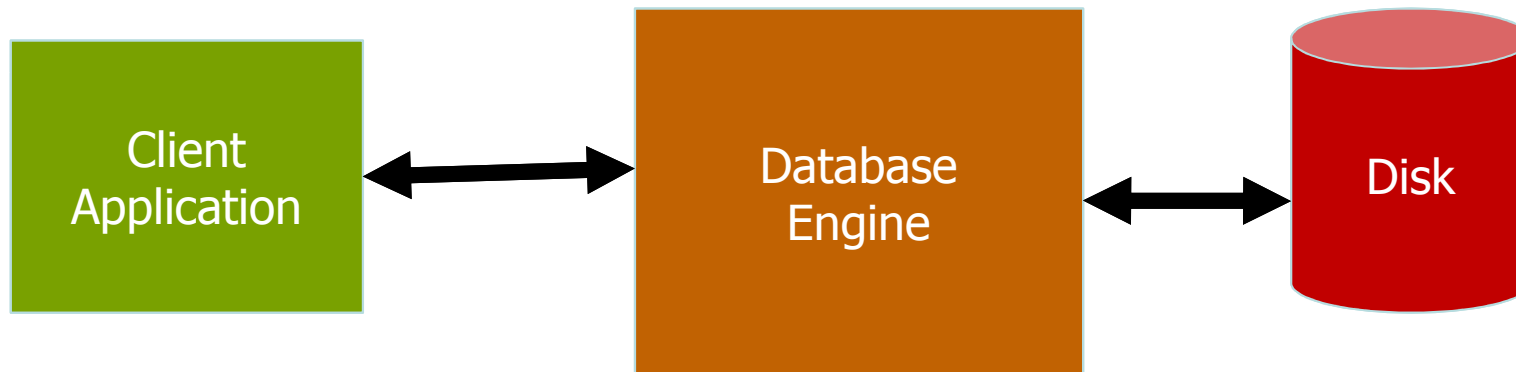 Client
Application
Database
Engine
Disk